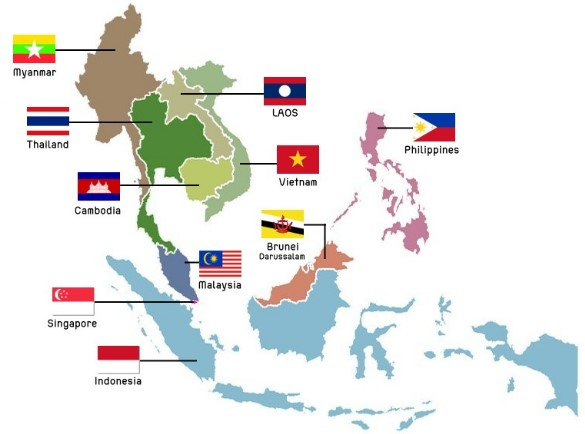 Myanmar
LAOS
Thailand
Philippines
Vietnam
Cambodia
Brunei
Darussalam
Malaysia
Singapore
Indonesia